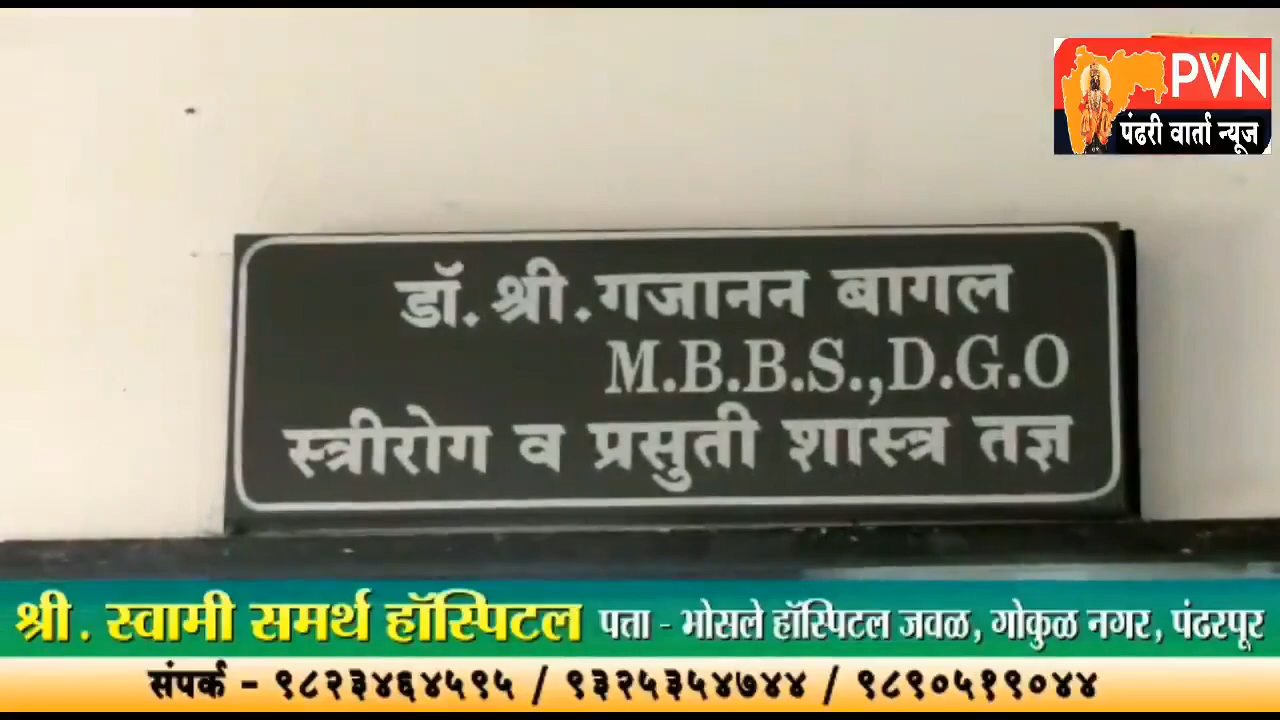 PVN
पंढरी वार्ता न्यूज
डॉ. श्री. गजानन बागल
M.B.B.S.,D.G.O
स्त्रीरोग व प्रसुती शास्त्र तज्ञ
श्री. स्वामी समर्थ हॉस्पिटल पत्ता - भोसले हॉस्पिटल जवळ, गोकुळ नगर, पंढरपूर
संपर्क - ९८२३४६४५९५ / ९३२५३५४७४४ / ९८९०५१९०४४